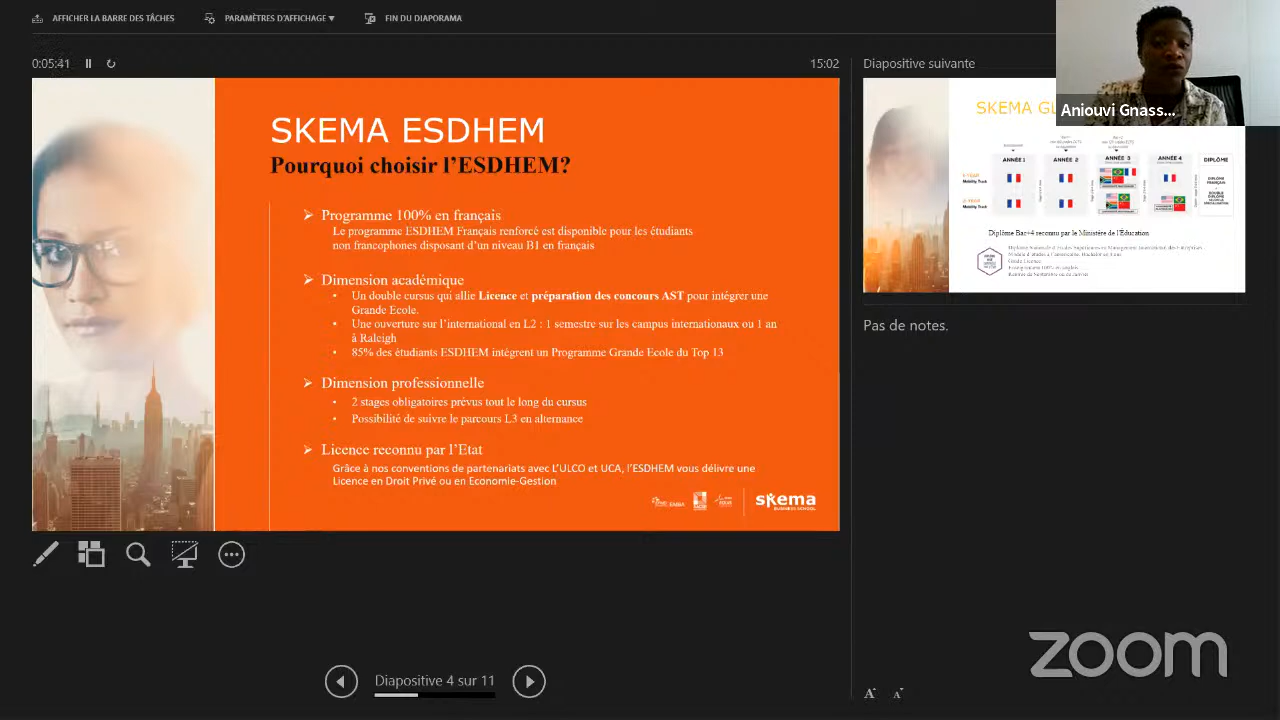 AFFICHER LA BARRE DES TÂCHES
PARAMÈTRES D'AFFICHAGE ▼
FIN DU DIAPORAMA
0:05:41
15:02
SKEMA ESDHEM
Pourquoi choisir l'ESDHEM?
Programme 100% en français
Le programme ESDHEM Français renforcé est disponible pour les étudiants
non francophones disposant d'un niveau B1 en français
Dimension académique
• Un double cursus qui allie Licence et préparation des concours AST pour intégrer une
Grande Ecole.
• Une ouverture sur l'international en L2 : 1 semestre sur les campus internationaux ou 1 an
à Raleigh
• 85% des étudiants ESDHEM intègrent un Programme Grande Ecole du Top 13
Dimension professionnelle
• 2 stages obligatoires prévus tout le long du cursus
• Possibilité de suivre le parcours L3 en alternance
Licence reconnu par l'Etat
Grâce à nos conventions de partenariats avec L'ULCO et UCA, l'ESDHEM vous délivre une
Licence en Droit Privé ou en Economie-Gestion
skema
BUSINESS SCHOOL
Diapositive 4 sur 11
Diapositive suivante
Aniouvi Gnass...
SKEMA GL
ANNÉE 1
ANNÉE 2
ANNÉE 3
ANNÉE 4
DIPLÔME
Mobility Track
Mobility Track
Diplôme Bac+4 reconnu par le Ministère de l'Éducation
Pas de notes.
zoom
A A